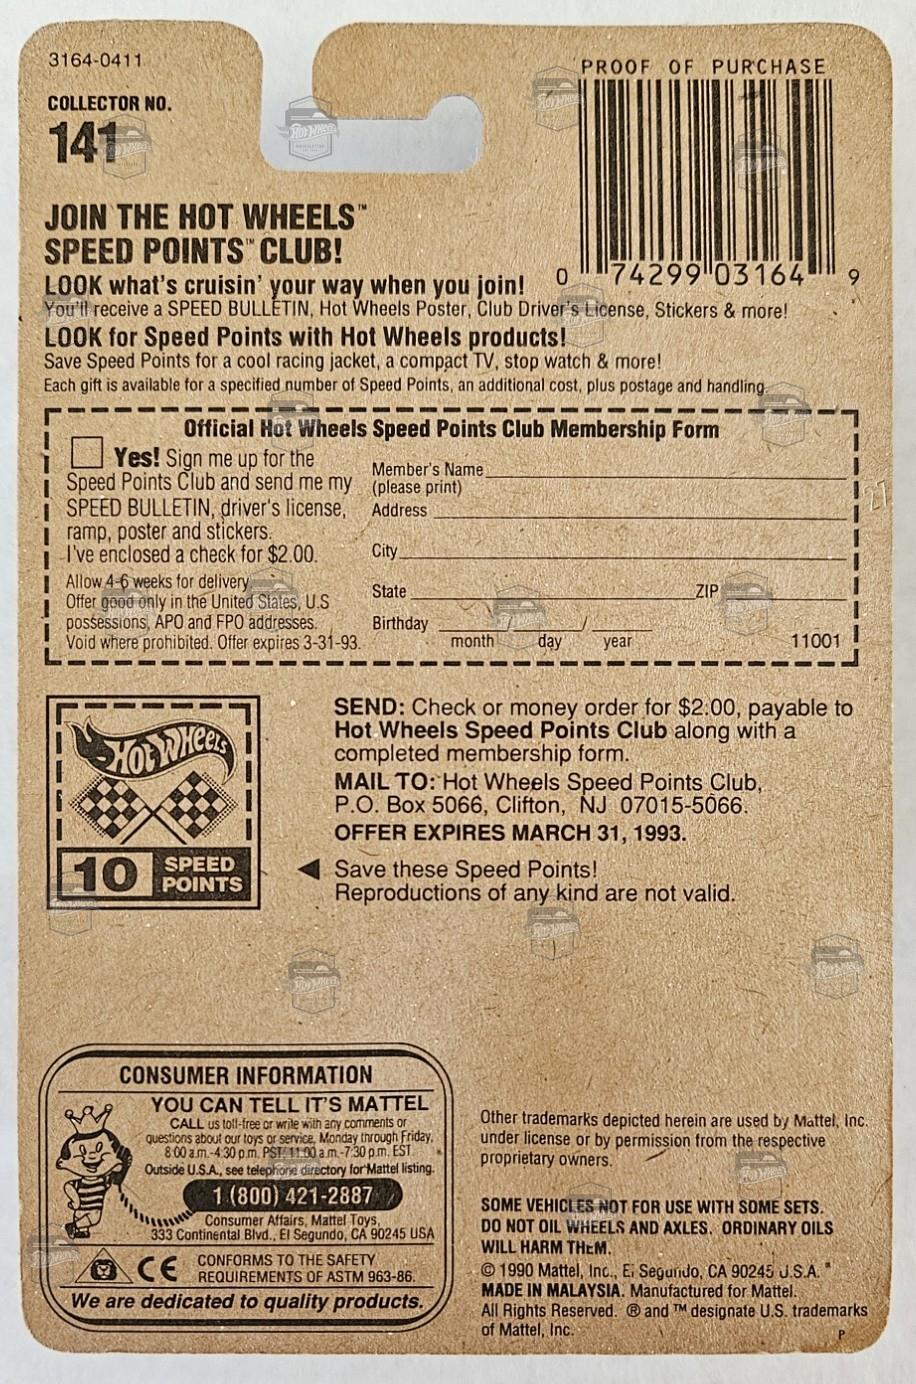 3164-0411
COLLECTOR NO.
141
PROOF OF PURCHASE
0 74299 03164 9
JOIN THE HOT WHEELS™
SPEED POINTS™ CLUB!
LOOK what's cruisin' your way when you join!
You'll receive a SPEED BULLETIN, Hot Wheels Poster, Club Driver's License, Stickers & more!
LOOK for Speed Points with Hot Wheels products!
Save Speed Points for a cool racing jacket, a compact TV, stop watch & more!
Each gift is available for a specified number of Speed Points, an additional cost, plus postage and handling.
Official Hot Wheels Speed Points Club Membership Form
Yes! Sign me up for the
Speed Points Club and send me my
SPEED BULLETIN, driver's license,
ramp, poster and stickers.
I've enclosed a check for $2.00.
Allow 4-6 weeks for delivery.
Offer good only in the United States, U.S
possessions, APO and FPO addresses.
Void where prohibited. Offer expires 3-31-93.
Member's Name
(please print)
Address
City
State ZIP
Birthday / /
month day year
11001
HOT WHEELS
10 SPEED
POINTS
SEND: Check or money order for $2.00, payable to
Hot Wheels Speed Points Club along with a
completed membership form.
MAIL TO: Hot Wheels Speed Points Club,
P.O. Box 5066, Clifton, NJ 07015-5066.
OFFER EXPIRES MARCH 31, 1993.
◀ Save these Speed Points!
Reproductions of any kind are not valid.
CONSUMER INFORMATION
YOU CAN TELL IT'S MATTEL
CALL us toll-free or write with any comments or
questions about our toys or service, Monday through Friday,
8:00 a.m.-4:30 p.m. PST/ 11:00 a.m.-7:30 p.m. EST.
Outside U.S.A., see telephone directory for Mattel listing.
1 (800) 421-2887
Consumer Affairs, Mattel Toys,
333 Continental Blvd., El Segundo, CA 90245 USA
CE CONFORMS TO THE SAFETY
REQUIREMENTS OF ASTM 963-86.
We are dedicated to quality products.
Other trademarks depicted herein are used by Mattel, Inc.
under license or by permission from the respective
proprietary owners.
SOME VEHICLES NOT FOR USE WITH SOME SETS.
DO NOT OIL WHEELS AND AXLES. ORDINARY OILS
WILL HARM THEM.
© 1990 Mattel, Inc., El Segundo, CA 90245 U.S.A.
MADE IN MALAYSIA. Manufactured for Mattel.
All Rights Reserved. ® and ™ designate U.S. trademarks
of Mattel, Inc.
P